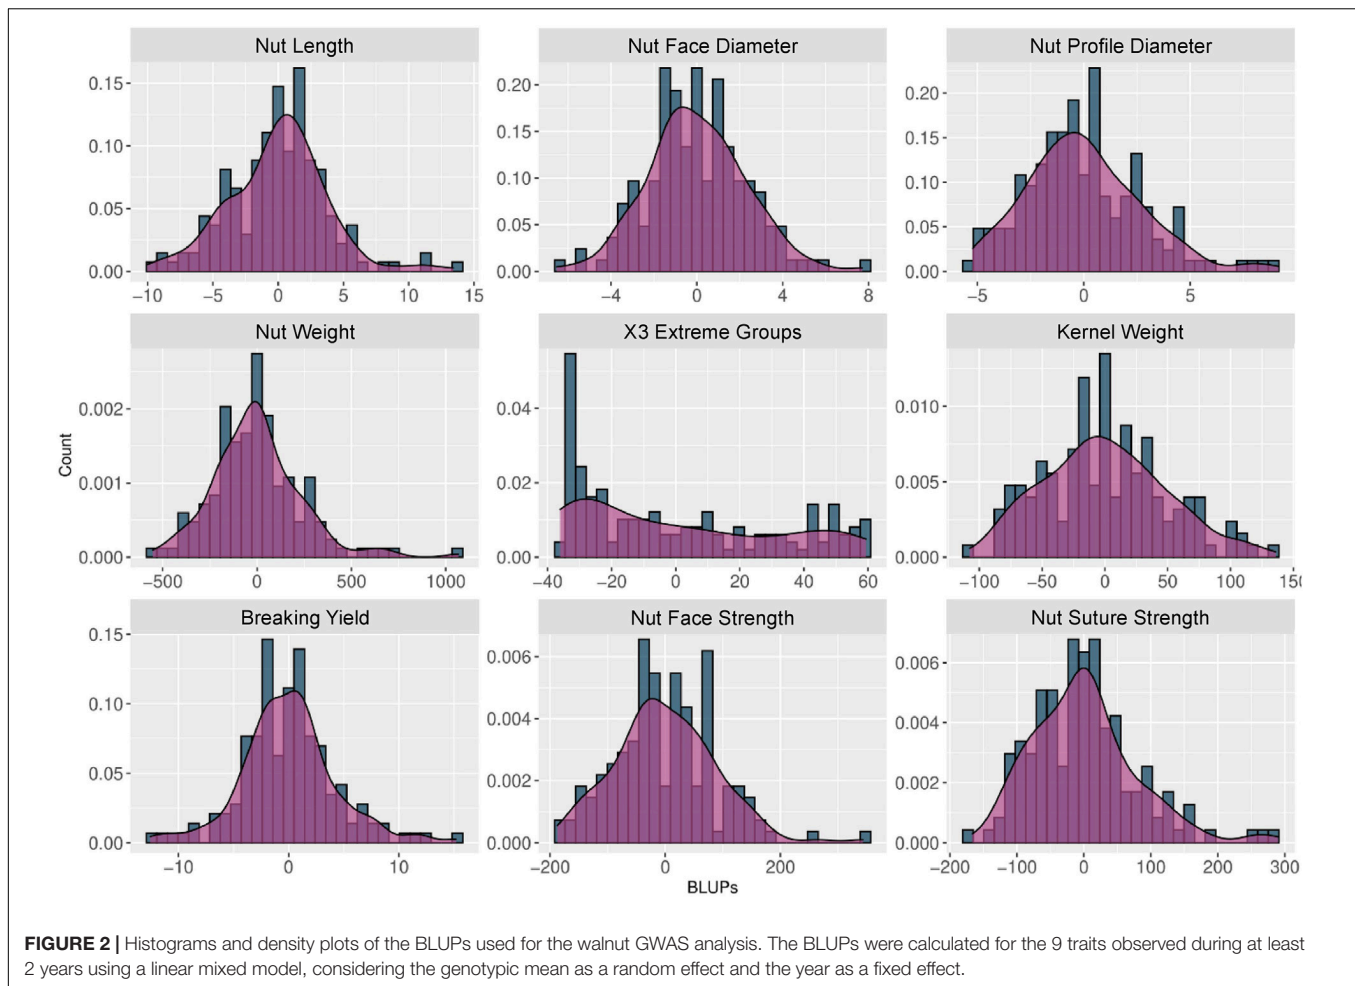 Nut Length
Nut Face Diameter
Nut Profile Diameter
0.15
0.10
0.05
0.00
−10 −5 0 5 10 15
0.20
0.15
0.10
0.05
0.00
−4 0 4 8
0.20
0.15
0.10
0.05
0.00
−5 0 5
Nut Weight
X3 Extreme Groups
Kernel Weight
Count
0.002
0.001
0.000
−500 0 500 1000
0.04
0.02
0.00
−40 −20 0 20 40 60
0.010
0.005
0.000
−100 −50 0 50 100 150
Breaking Yield
Nut Face Strength
Nut Suture Strength
0.15
0.10
0.05
0.00
−10 0 10
0.006
0.004
0.002
0.000
−200 0 200
0.006
0.004
0.002
0.000
−200 −100 0 100 200 300
BLUPs
FIGURE 2 | Histograms and density plots of the BLUPs used for the walnut GWAS analysis. The BLUPs were calculated for the 9 traits observed during at least
2 years using a linear mixed model, considering the genotypic mean as a random effect and the year as a fixed effect.